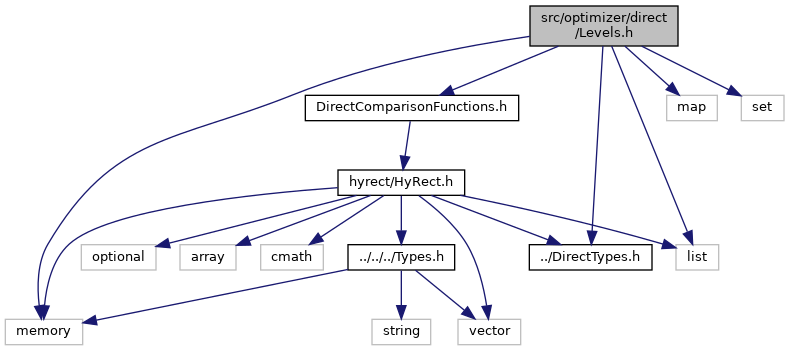 src/optimizer/direct
/Levels.h
DirectComparisonFunctions.h
map
set
hyrect/HyRect.h
optional
array
cmath
../../../Types.h
../DirectTypes.h
list
memory
string
vector